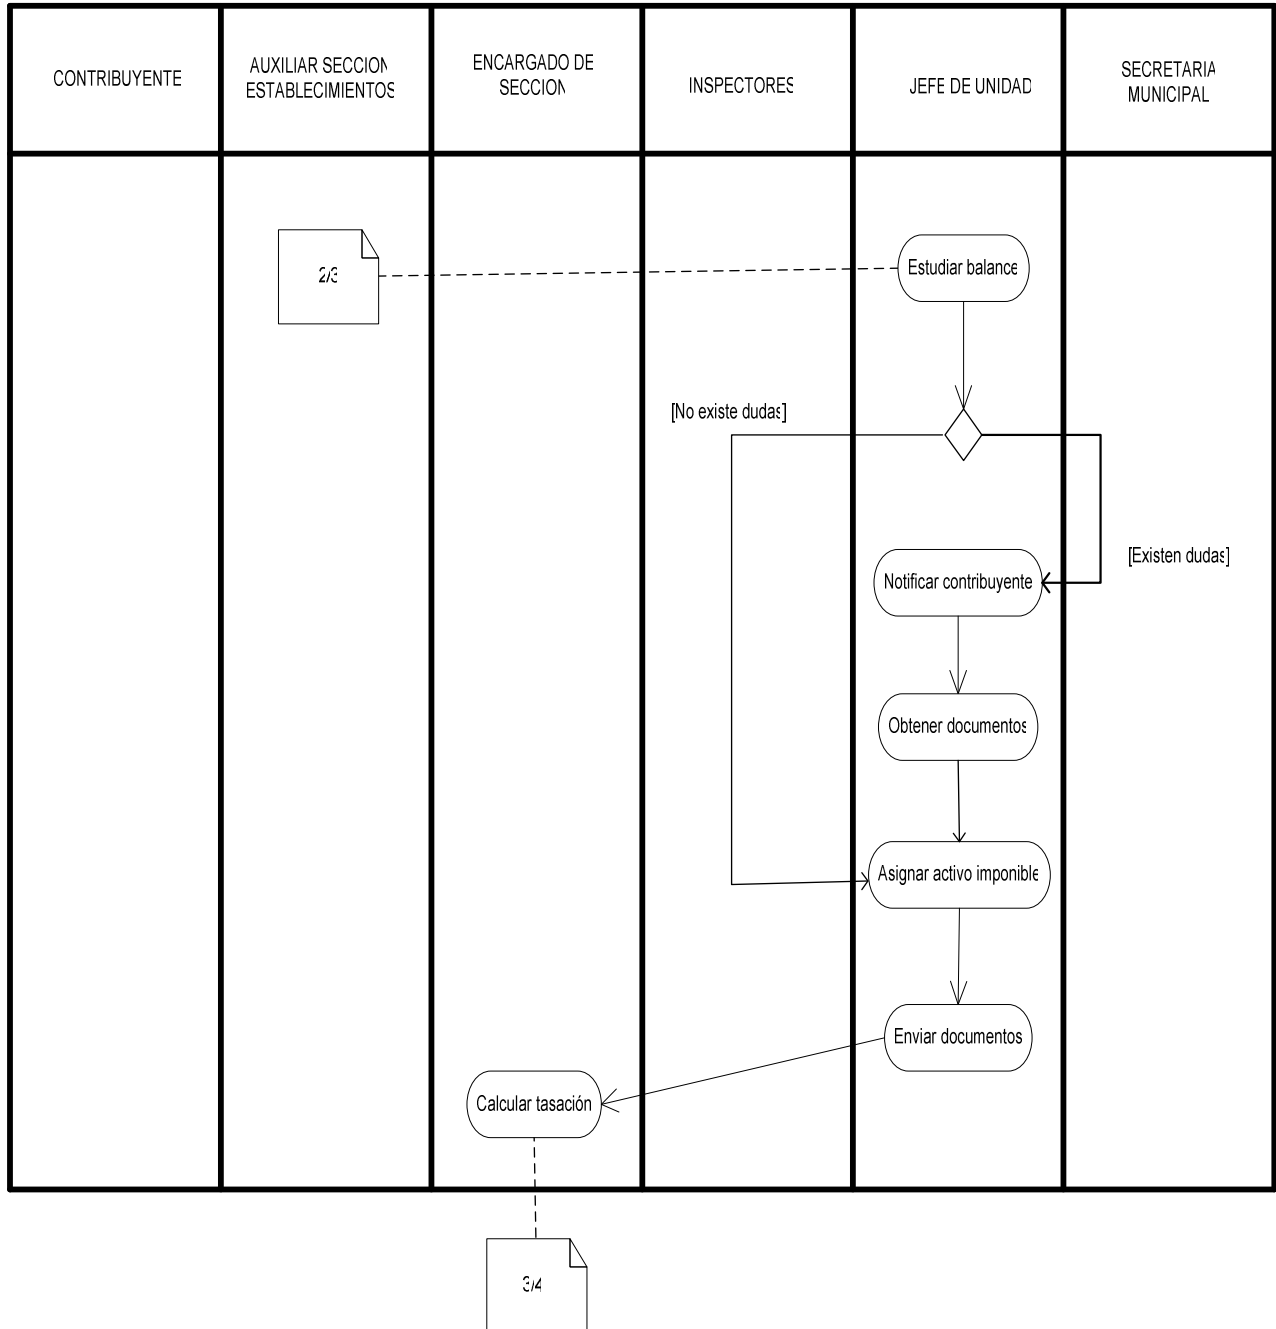 CONTRIBUYENTE
AUXILIAR SECCION
ESTABLECIMIENTOS
ENCARGADO DE
SECCION
INSPECTORES
JEFE DE UNIDAD
SECRETARIA
MUNICIPAL
2/3
Estudiar balance
[No existe dudas]
[Existen dudas]
Notificar contribuyente
Obtener documentos
Asignar activo imponible
Enviar documentos
Calcular tasación
3/4